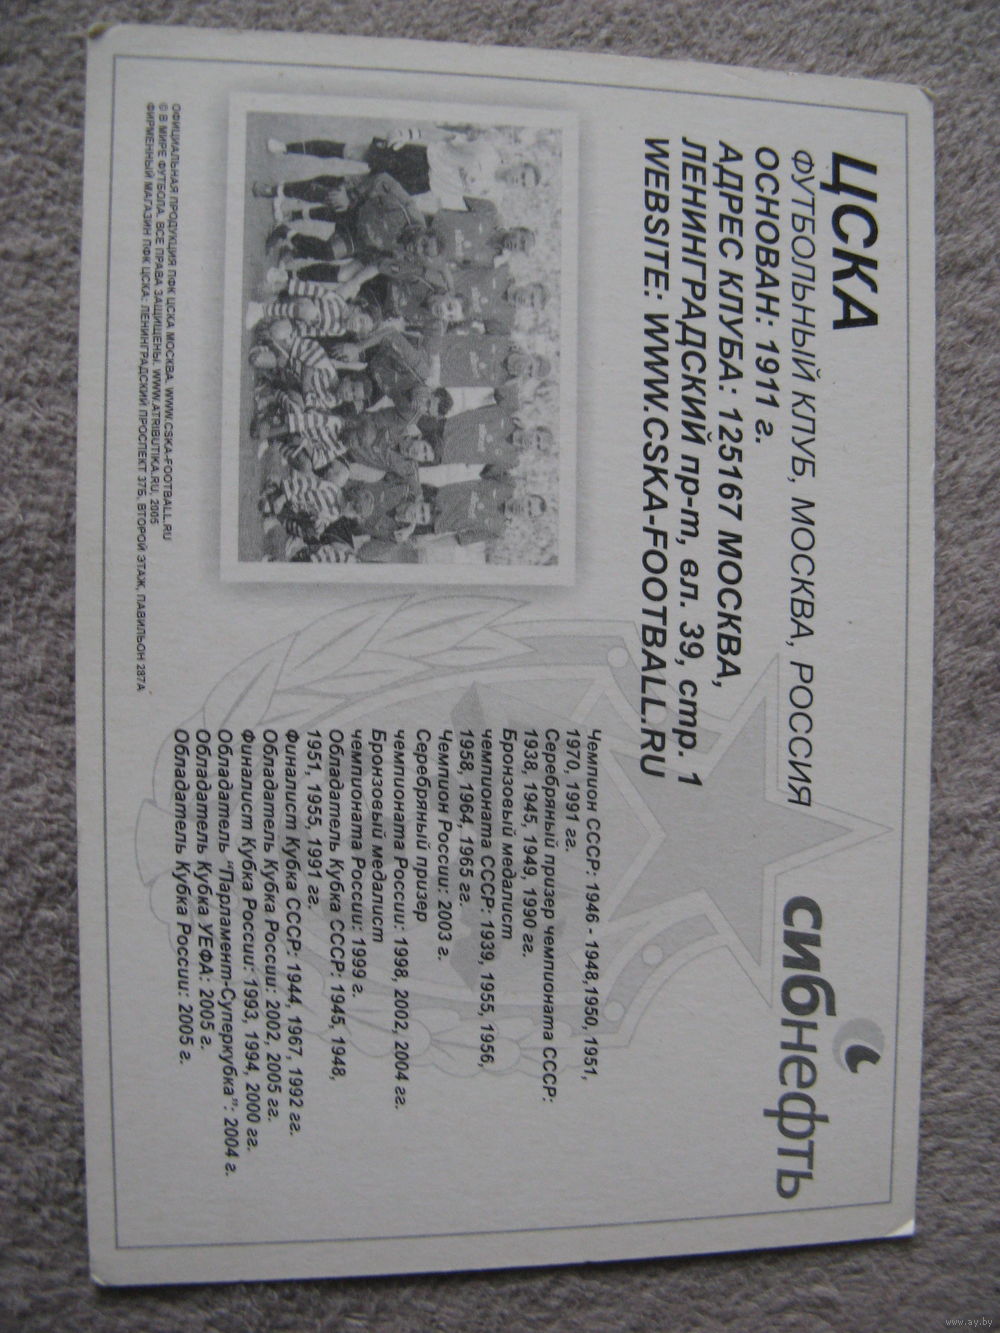 ЦСКА
ФУТБОЛЬНЫЙ КЛУБ, МОСКВА, РОССИЯ
ОСНОВАН: 1911 г.
АДРЕС КЛУБА: 125167 МОСКВА,
ЛЕНИНГРАДСКИЙ пр-т, вл. 39, стр. 1
WEBSITE: WWW.CSKA-FOOTBALL.RU
сибнефть
Чемпион СССР: 1946 - 1948,1950, 1951,
1970, 1991 гг.
Серебряный призер чемпионата СССР:
1938, 1945, 1949, 1990 гг.
Бронзовый медалист
чемпионата СССР: 1939, 1955, 1956,
1958, 1964, 1965 гг.
Чемпион России: 2003 г.
Серебряный призер
чемпионата России: 1998, 2002, 2004 гг.
Бронзовый медалист
чемпионата России: 1999 г.
Обладатель Кубка СССР: 1945, 1948,
1951, 1955, 1991 гг.
Финалист Кубка СССР: 1944, 1967, 1992 гг.
Обладатель Кубка России: 2002, 2005 гг.
Финалист Кубка России: 1993, 1994, 2000 гг.
Обладатель "Парламент-Суперкубка": 2004 г.
Обладатель Кубка УЕФА: 2005 г.
Обладатель Кубка России: 2005 г.
ОФИЦИАЛЬНАЯ ПРОДУКЦИЯ ПФК ЦСКА МОСКВА. WWW.CSKA-FOOTBALL.RU
© В МИРЕ ФУТБОЛА. ВСЕ ПРАВА ЗАЩИЩЕНЫ. WWW.ATRIBUTIKA.RU, 2005
ФИРМЕННЫЙ МАГАЗИН ПФК ЦСКА: ЛЕНИНГРАДСКИЙ ПРОСПЕКТ 37Б, ВТОРОЙ ЭТАЖ, ПАВИЛЬОН 287А
www.ay.by